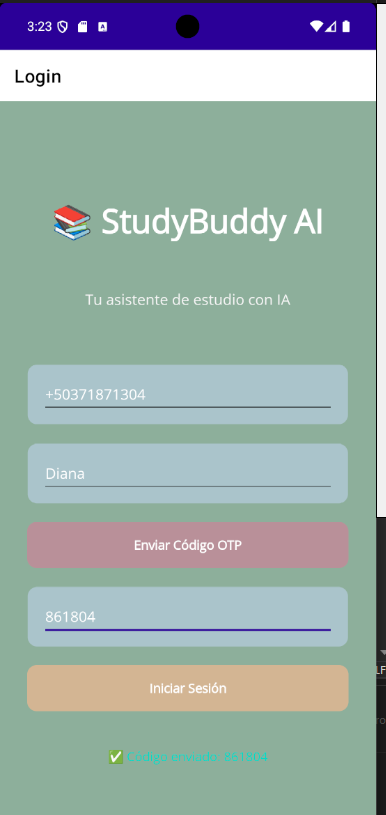 3:23
Login
📚 StudyBuddy AI
Tu asistente de estudio con IA
+50371871304
Diana
Enviar Código OTP
861804
Iniciar Sesión
✅ Código enviado: 861804